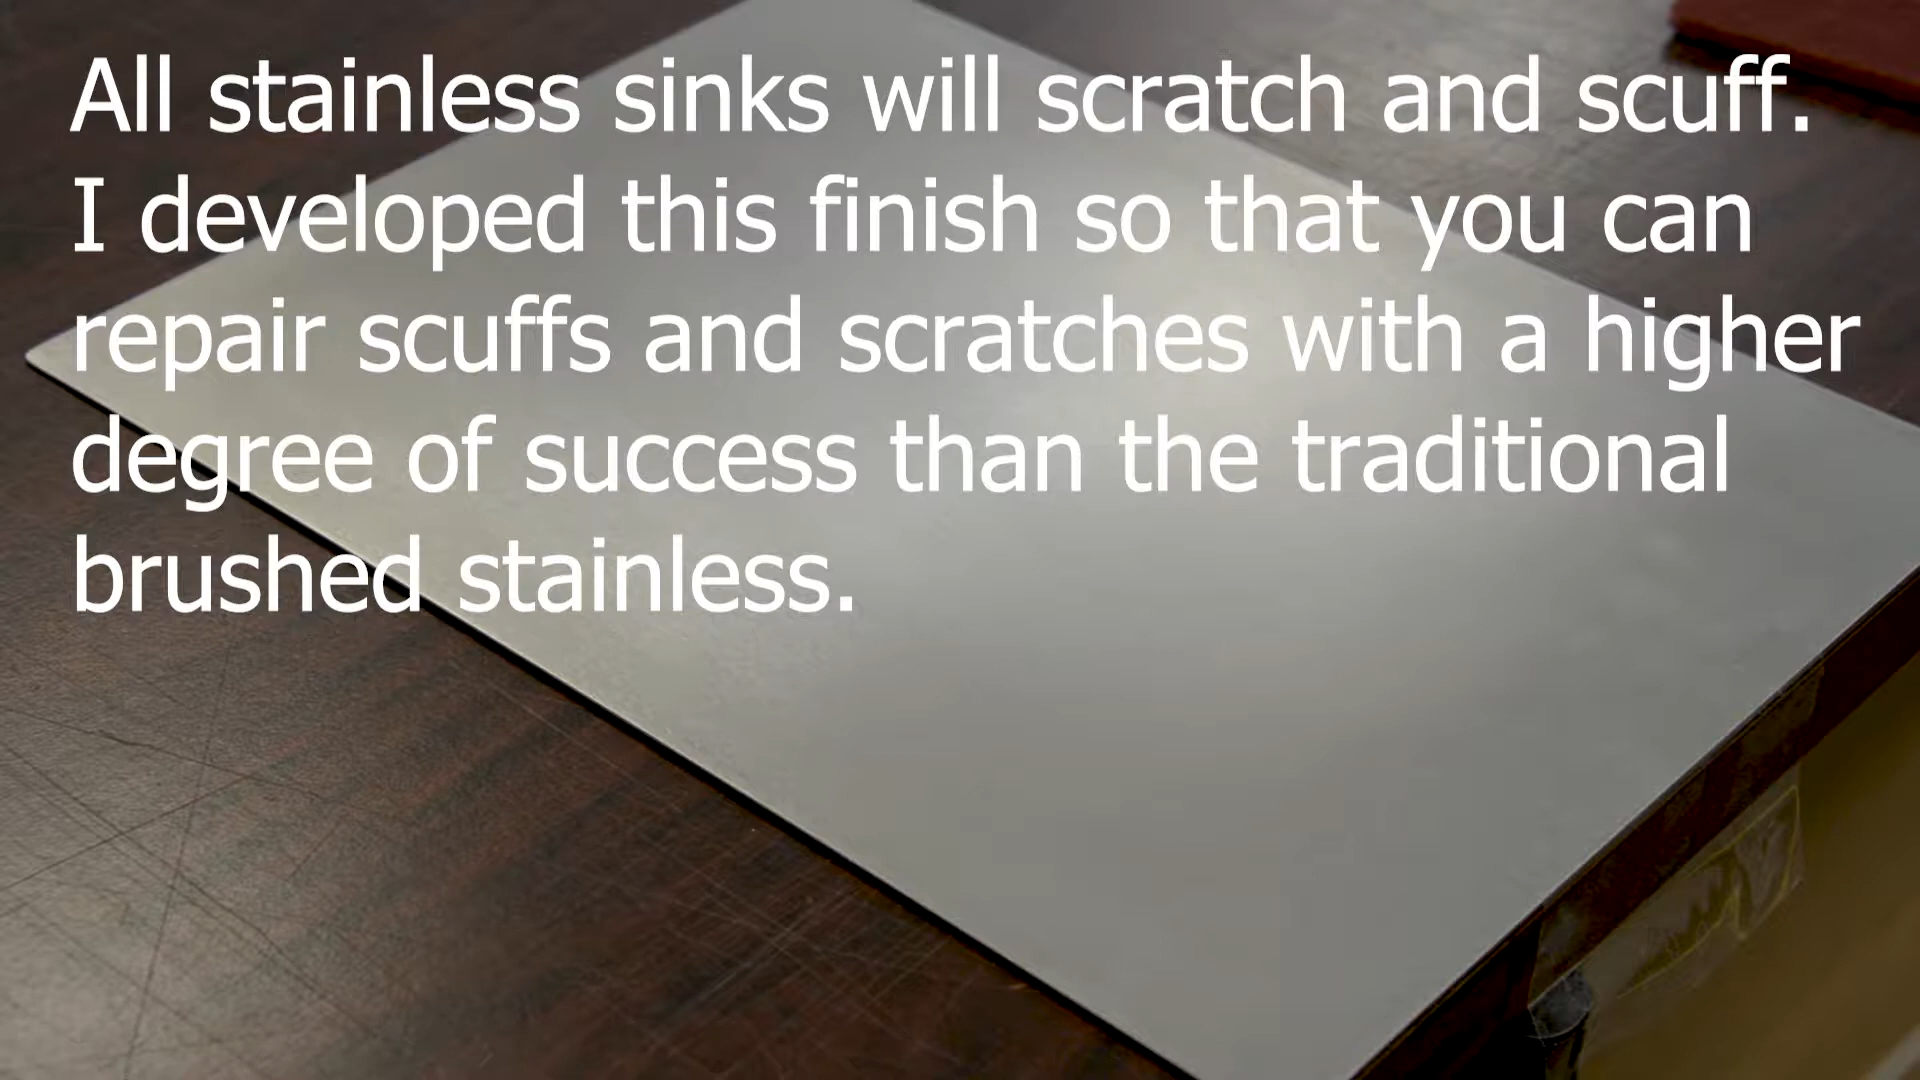 All stainless sinks will scratch and scuff.
I developed this finish so that you can
repair scuffs and scratches with a higher
degree of success than the traditional
brushed stainless.